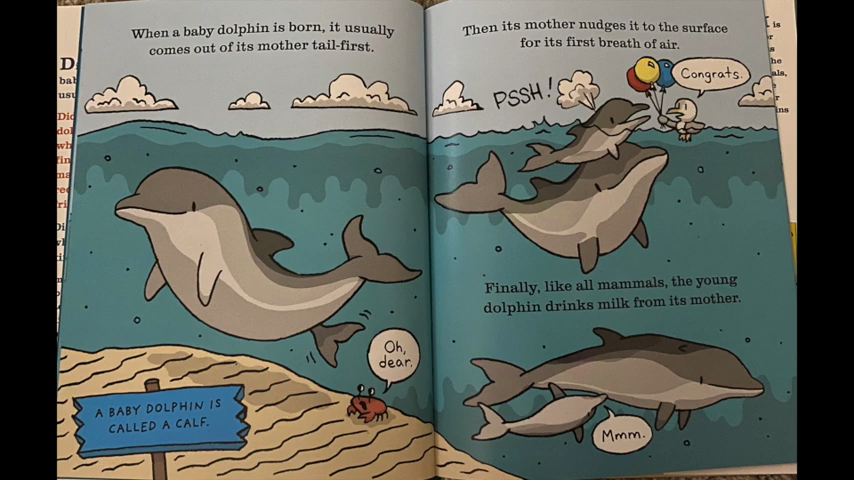 When a baby dolphin is born, it usually
comes out of its mother tail-first.
Oh,
dear.
A BABY DOLPHIN IS
CALLED A CALF.
Then its mother nudges it to the surface
for its first breath of air.
PSSH!
Congrats.
Finally, like all mammals, the young
dolphin drinks milk from its mother.
Mmm.